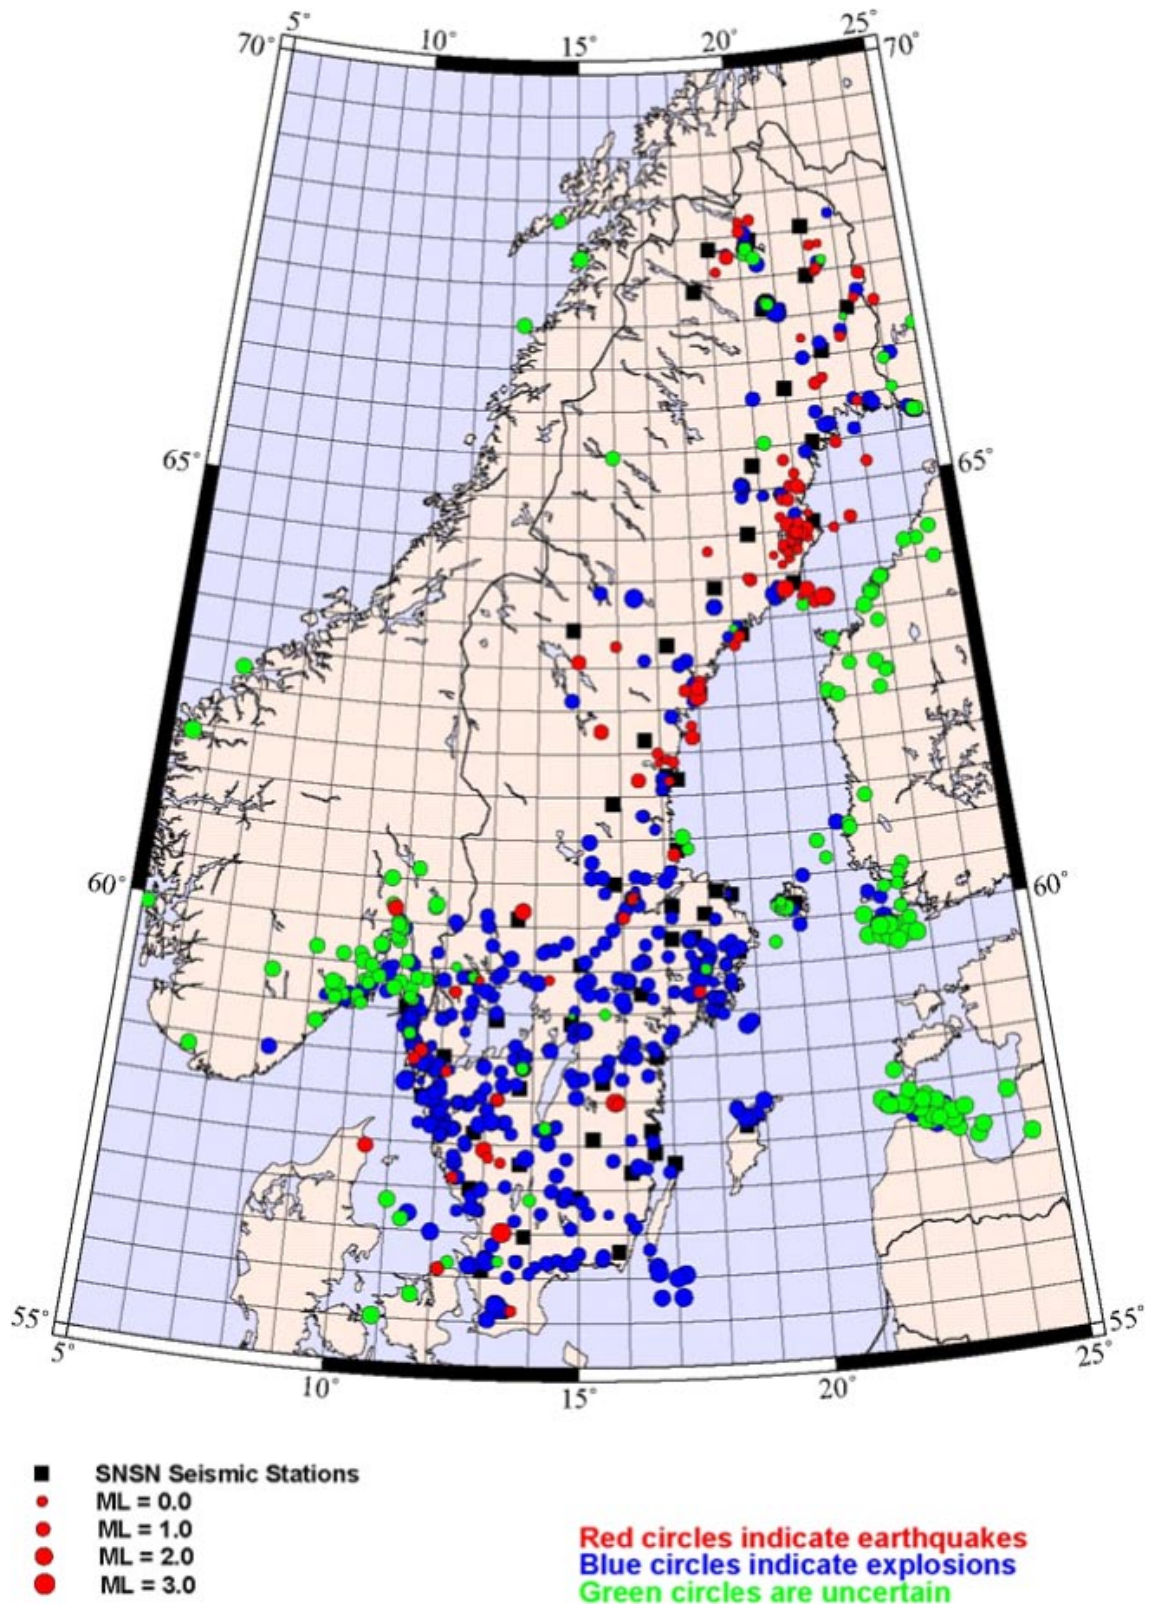 5° 10° 15° 20° 25°
70° 70°
65° 65°
60° 60°
55° 55°
5° 10° 15° 20° 25°
SNSN Seismic Stations
ML = 0.0
ML = 1.0
ML = 2.0
ML = 3.0
Red circles indicate earthquakes
Blue circles indicate explosions
Green circles are uncertain